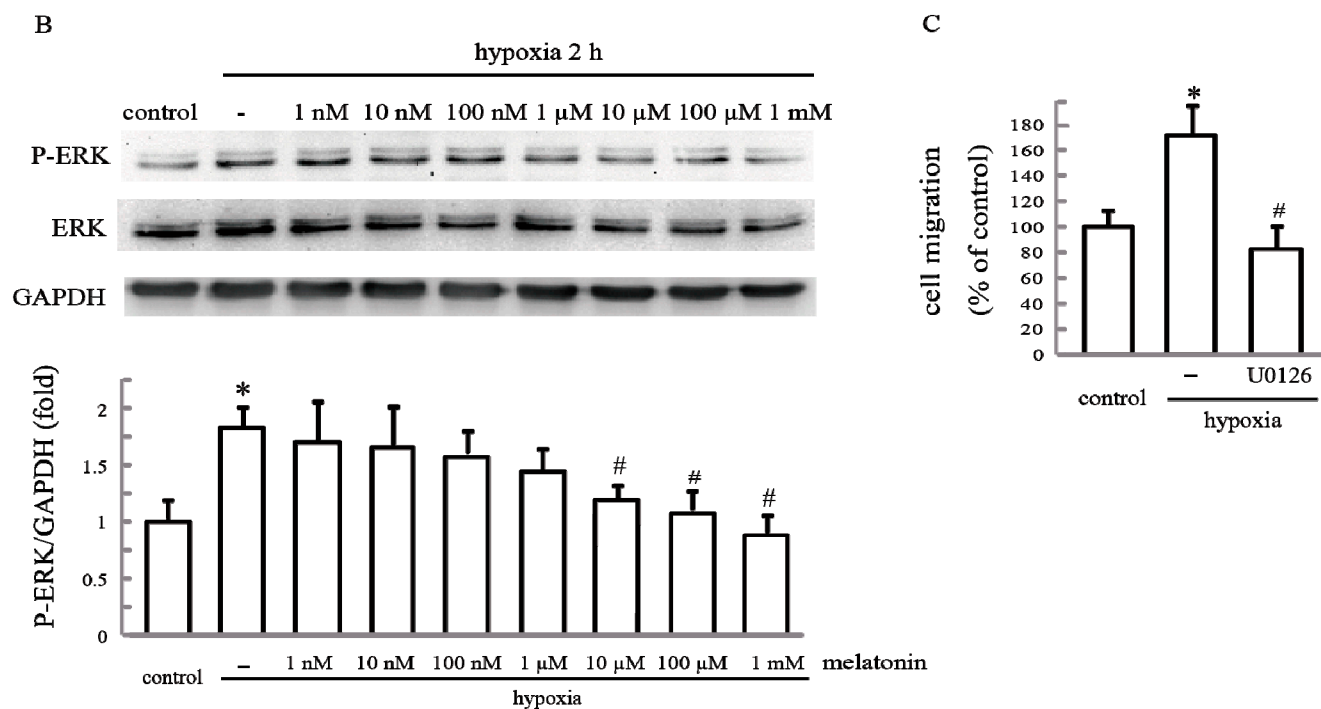 B
hypoxia 2 h
control - 1 nM 10 nM 100 nM 1 μM 10 μM 100 μM 1 mM
P-ERK
ERK
GAPDH
P-ERK/GAPDH (fold)
2
1.5
1
0.5
0
*
#
#
#
control – 1 nM 10 nM 100 nM 1 μM 10 μM 100 μM 1 mM melatonin
hypoxia
C
cell migration
(% of control)
180
160
140
120
100
80
60
40
20
0
*
#
control – U0126
hypoxia